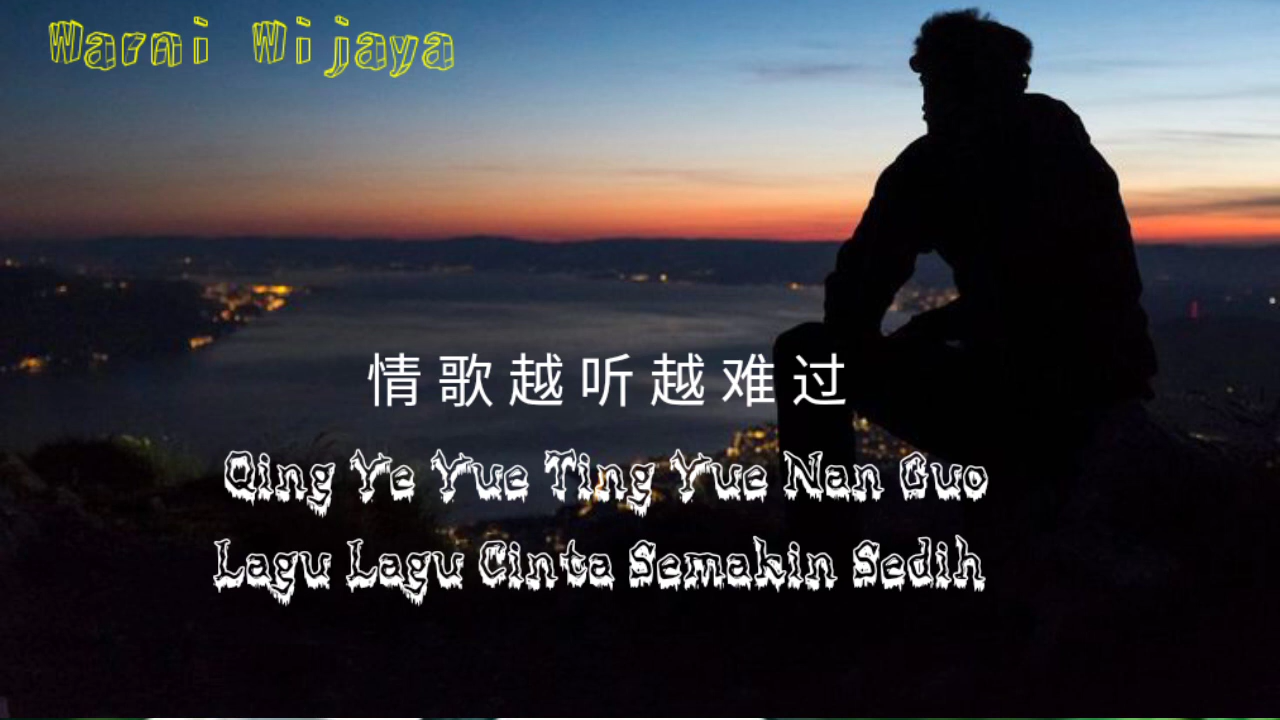 Warni Wijaya
情歌越听越难过
Qing Ye Yue Ting Yue Nan Guo
Lagu Lagu Cinta Semakin Sedih